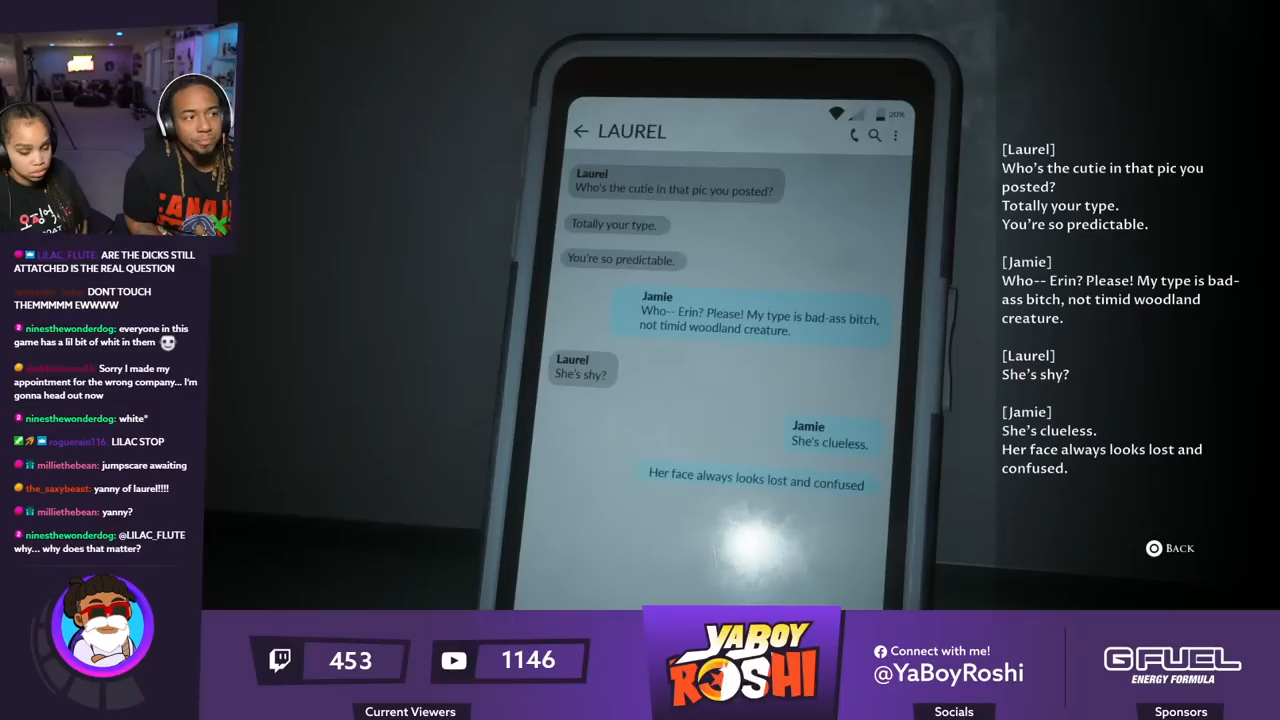 LILAC_FLUTE: ARE THE DICKS STILL
ATTATCHED IS THE REAL QUESTION
DONT TOUCH
THEMMMMM EWWWW
ninesthewonderdog: everyone in this
game has a lil bit of whit in them
Sorry I made my
appointment for the wrong company... I'm
gonna head out now
ninesthewonderdog: white*
roguerain116: LILAC STOP
milliethebean: jumpscare awaiting
the_saxybeast: yanny of laurel!!!!
milliethebean: yanny?
ninesthewonderdog: @LILAC_FLUTE
why... why does that matter?
20%
LAUREL
Laurel
Who's the cutie in that pic you posted?
Totally your type.
You're so predictable.
Jamie
Who-- Erin? Please! My type is bad-ass bitch,
not timid woodland creature.
Laurel
She's shy?
Jamie
She's clueless.
Her face always looks lost and confused
[Laurel]
Who's the cutie in that pic you
posted?
Totally your type.
You're so predictable.
[Jamie]
Who-- Erin? Please! My type is bad-
ass bitch, not timid woodland
creature.
[Laurel]
She's shy?
[Jamie]
She's clueless.
Her face always looks lost and
confused.
BACK
453
1146
Current Viewers
YABOY
ROSHI
Connect with me!
@YaBoyRoshi
Socials
G FUEL
ENERGY FORMULA
Sponsors